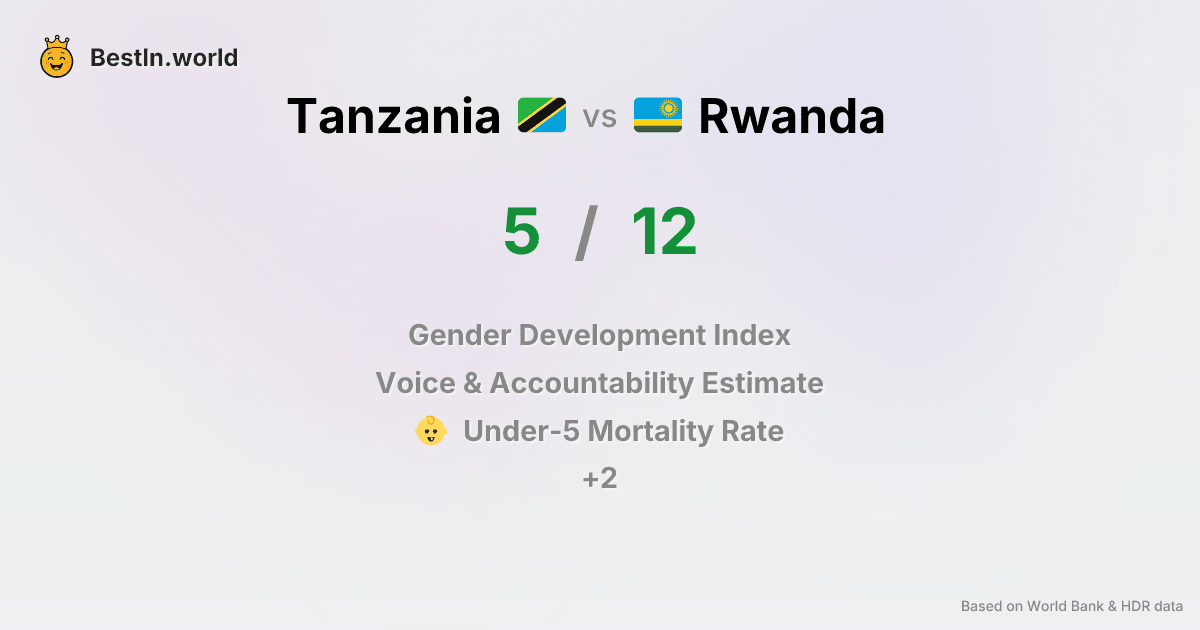 BestIn.world
Tanzania vs Rwanda
5 / 12
Gender Development Index
Voice & Accountability Estimate
Under-5 Mortality Rate
+2
Based on World Bank & HDR data